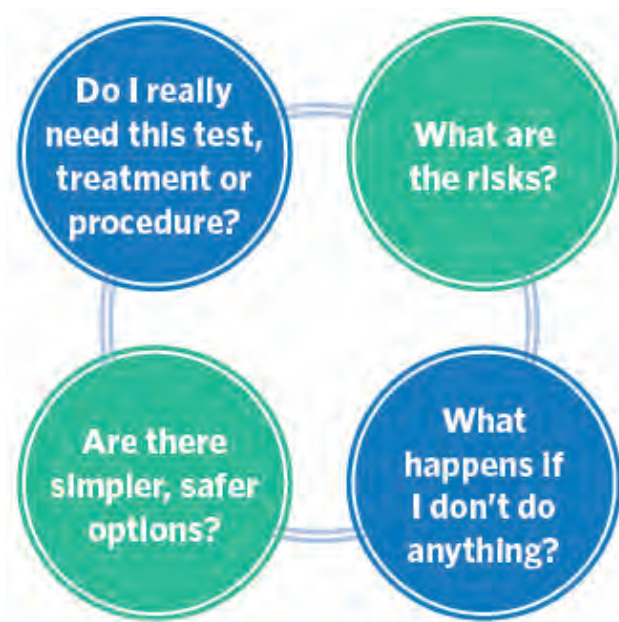 Do I really
need this test,
treatment or
procedure?
What are
the risks?
Are there
simpler, safer
options?
What
happens if
I don't do
anything?